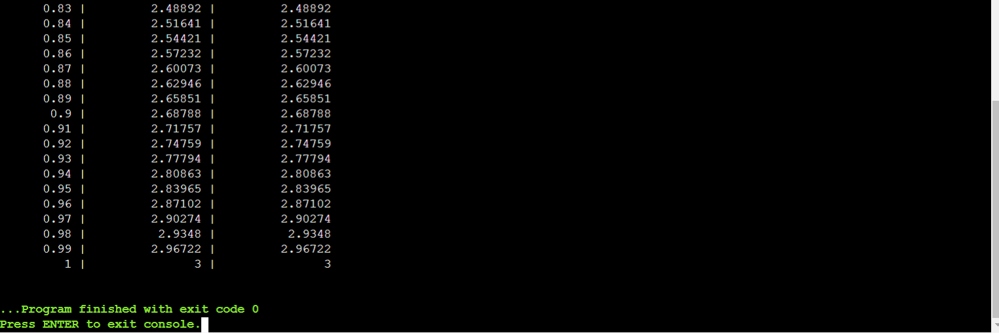 0.83 | 2.48892 | 2.48892
0.84 | 2.51641 | 2.51641
0.85 | 2.54421 | 2.54421
0.86 | 2.57232 | 2.57232
0.87 | 2.60073 | 2.60073
0.88 | 2.62946 | 2.62946
0.89 | 2.65851 | 2.65851
0.9 | 2.68788 | 2.68788
0.91 | 2.71757 | 2.71757
0.92 | 2.74759 | 2.74759
0.93 | 2.77794 | 2.77794
0.94 | 2.80863 | 2.80863
0.95 | 2.83965 | 2.83965
0.96 | 2.87102 | 2.87102
0.97 | 2.90274 | 2.90274
0.98 | 2.9348 | 2.9348
0.99 | 2.96722 | 2.96722
1 | 3 | 3
...Program finished with exit code 0
Press ENTER to exit console.